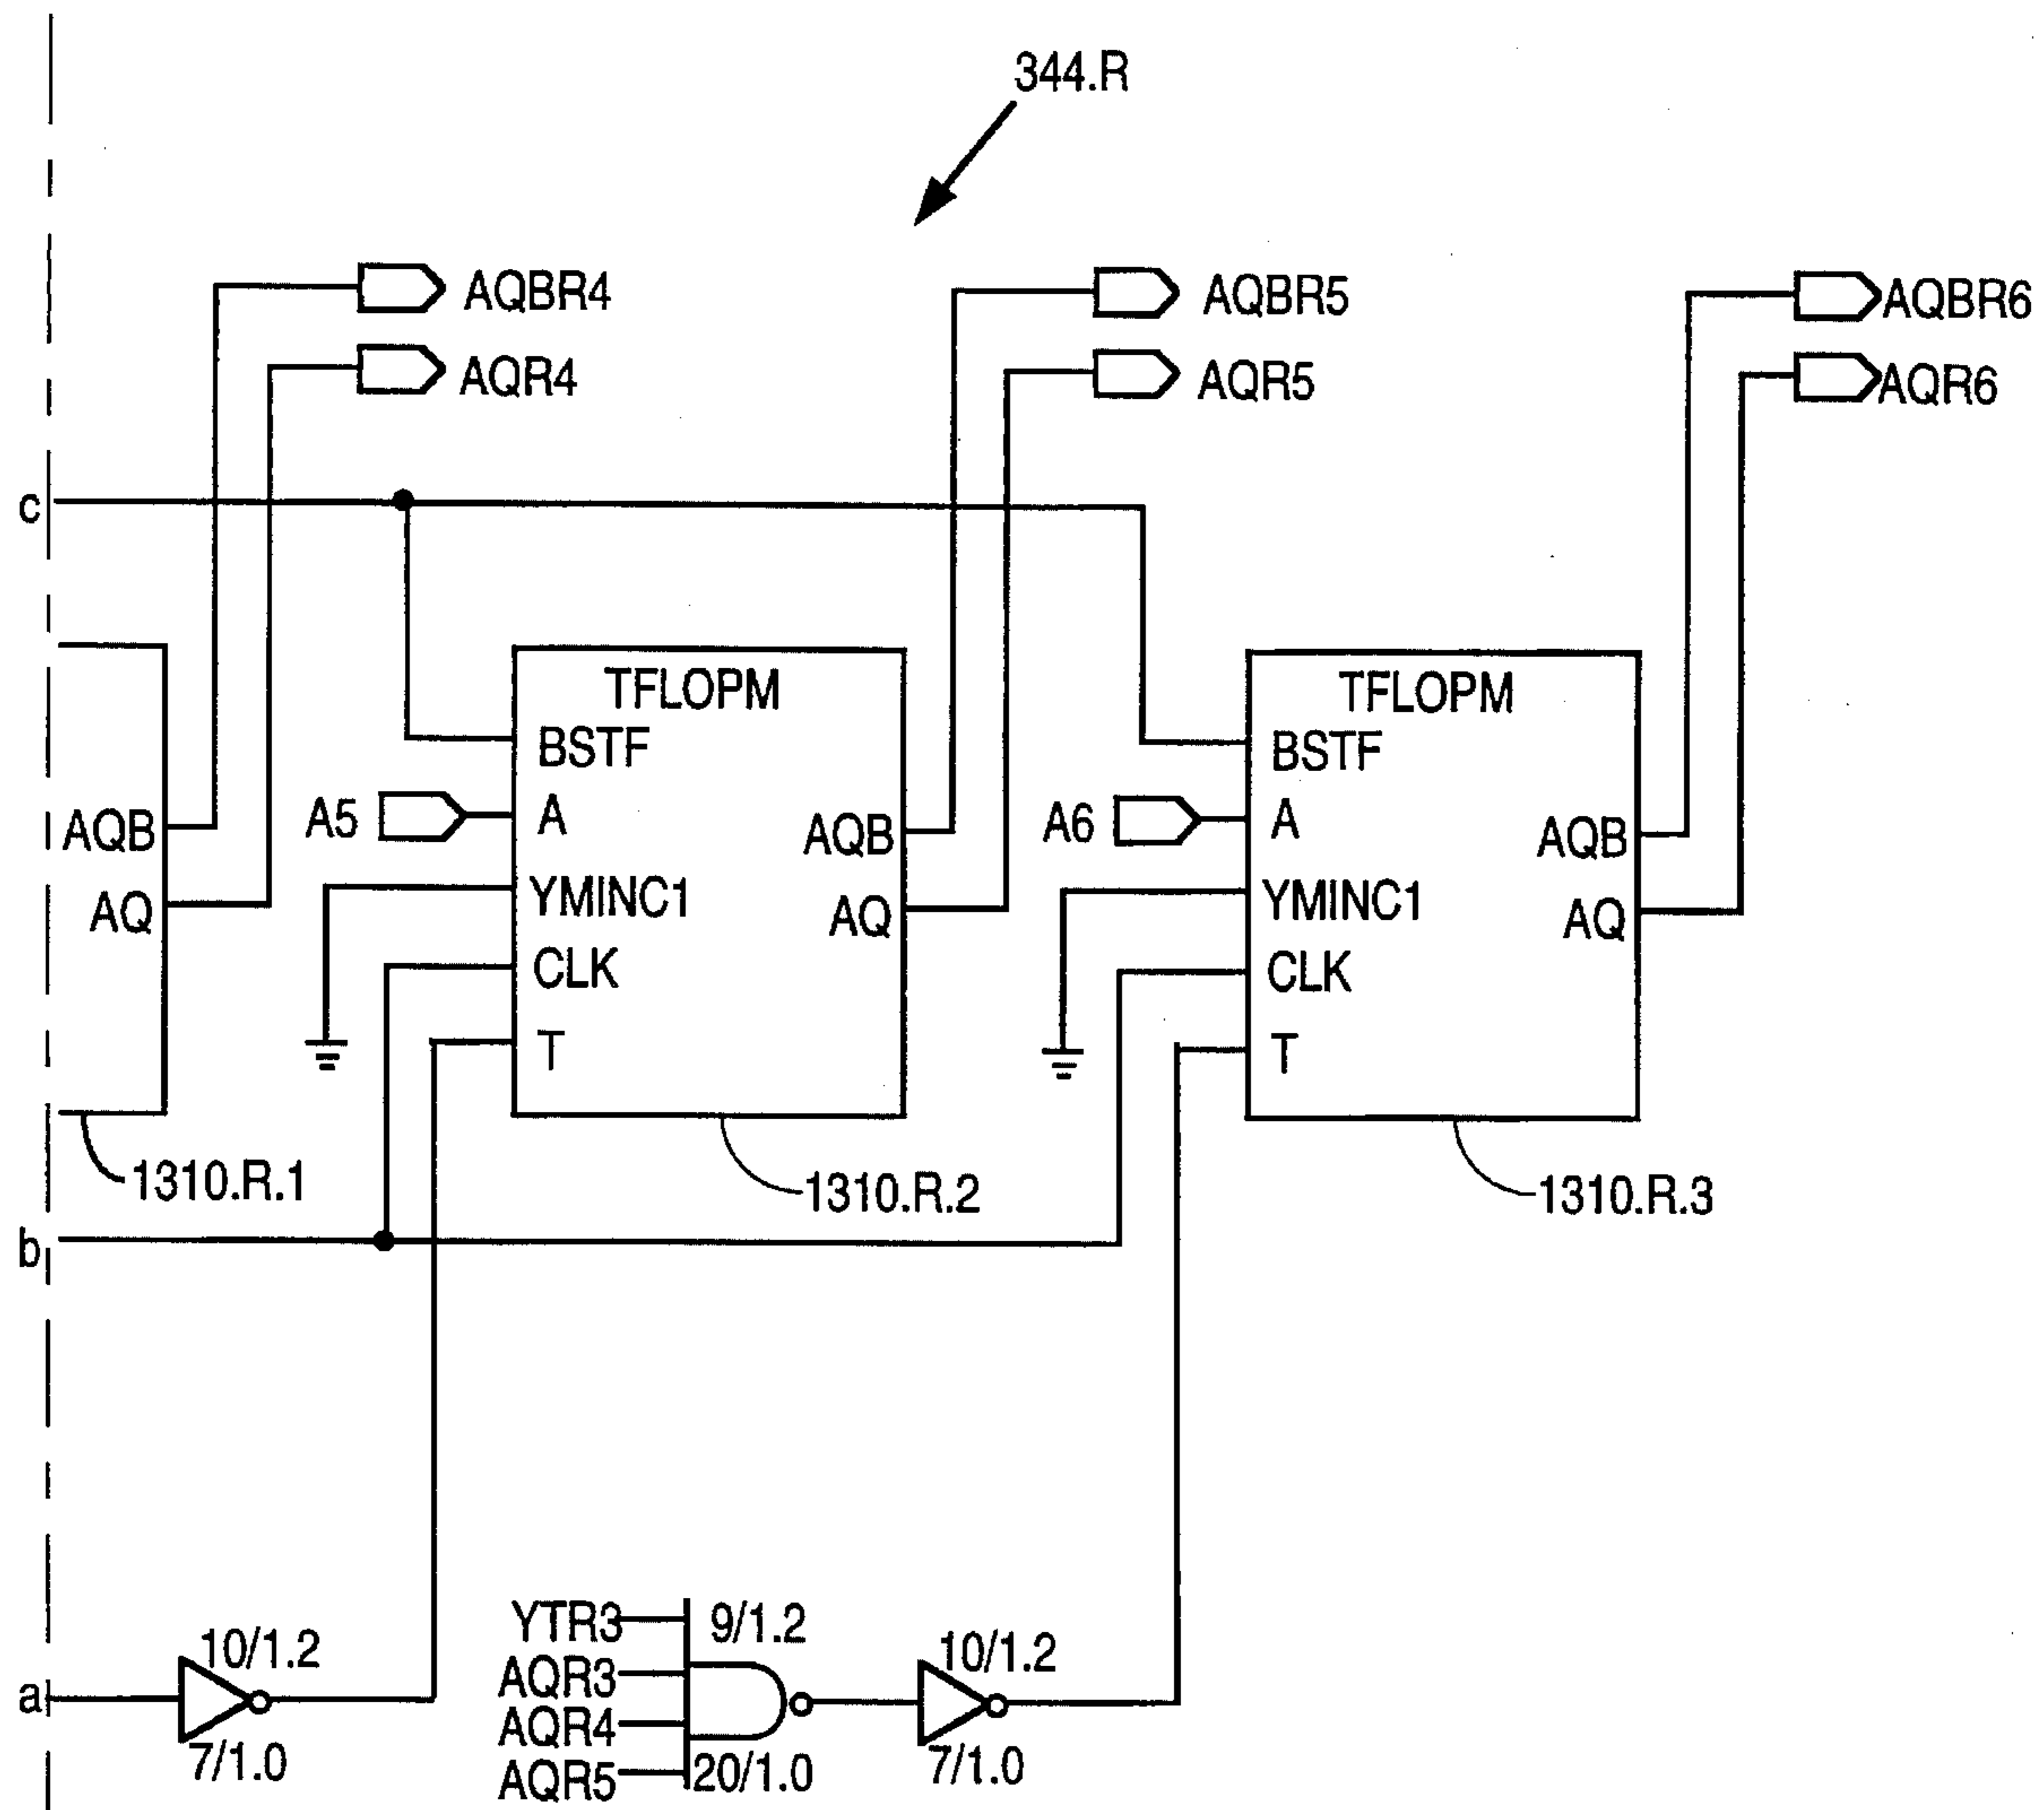 344.R
AQBR4
AQBR5
AQBR6
AQR4
AQR5
AQR6
c
TFLOPM
TFLOPM
BSTF
BSTF
A5
A
A6
A
AQB
AQB
AQB
YMINC1
YMINC1
AQ
AQ
AQ
CLK
CLK
T
T
1310.R.1
1310.R.2
1310.R.3
b
YTR3
9/1.2
10/1.2
10/1.2
AQR3
a
AQR4
7/1.0
20/1.0
7/1.0
AQR5